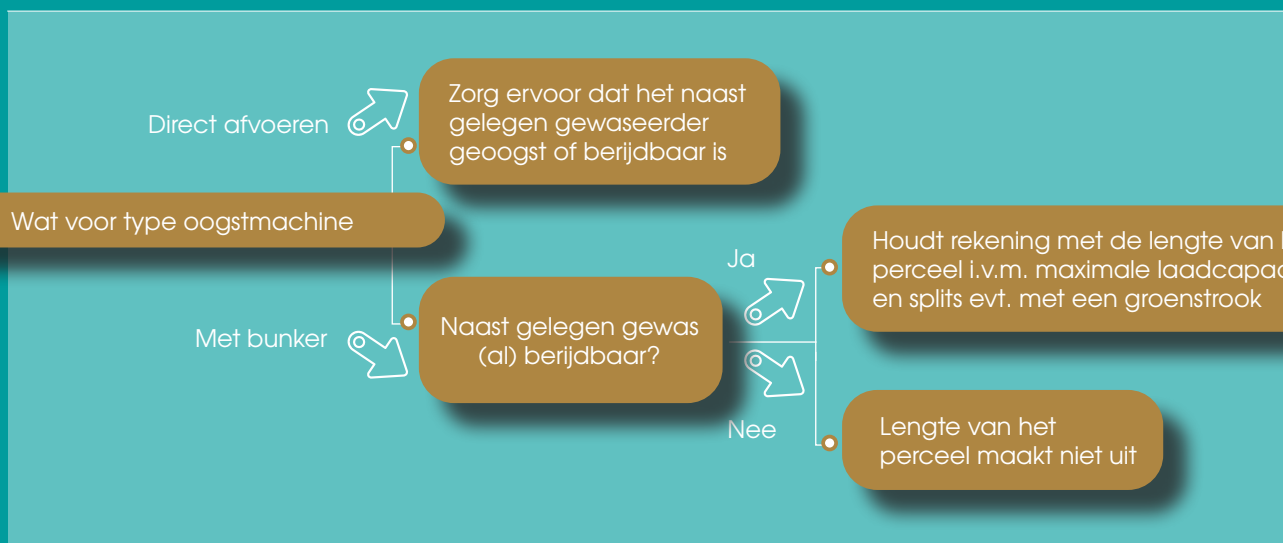 Direct afvoeren
Zorg ervoor dat het naast
gelegen gewaseerder
geoogst of berijdbaar is
Wat voor type oogstmachine
Met bunker
Naast gelegen gewas
(al) berijdbaar?
Ja
Houdt rekening met de lengte van
perceel i.v.m. maximale
en splits evt. met een groenstrook
Nee
Lengte van het
perceel maakt niet uit